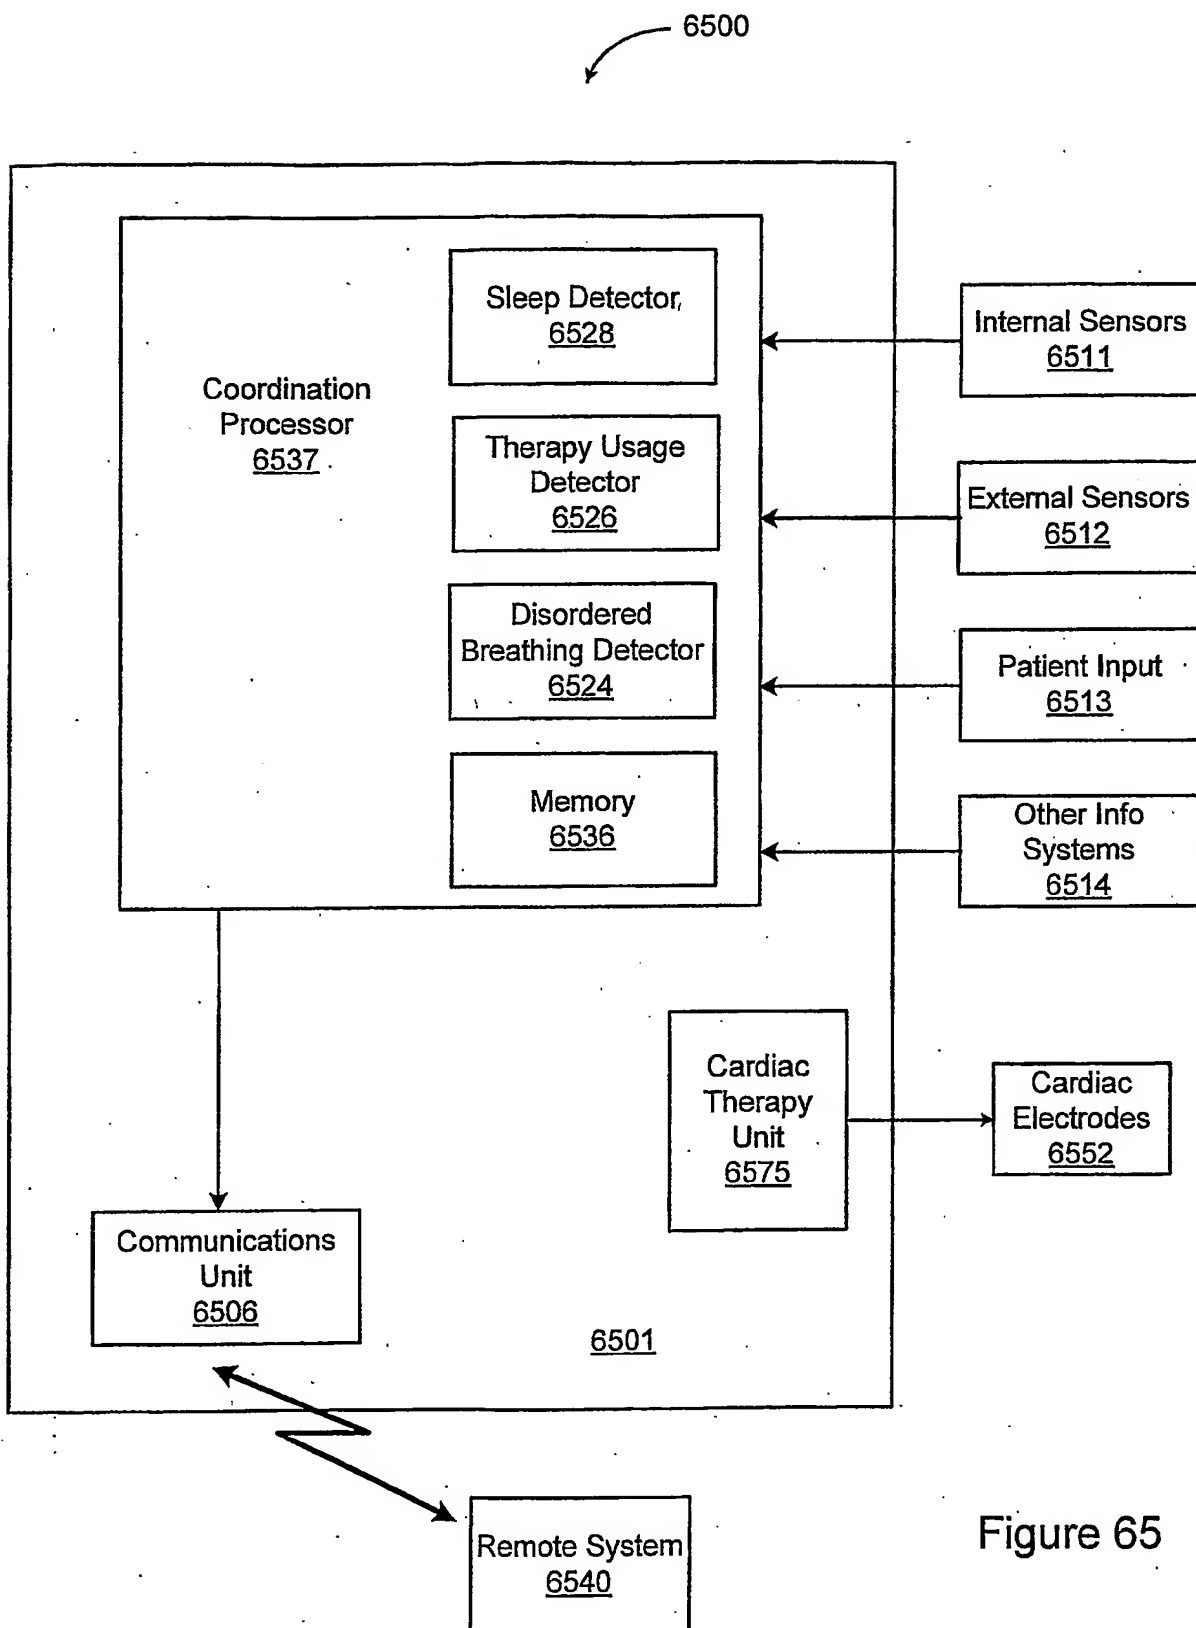 6500
Sleep Detector
6528
Internal Sensors
6511
Coordination
Processor
6537
Therapy Usage
Detector
6526
External Sensors
6512
Disordered
Breathing Detector
6524
Patient Input
6513
Memory
6536
Other Info
Systems
6514
Cardiac
Therapy
Unit
6575
Cardiac
Electrodes
6552
Communications
Unit
6506
6501
Remote System
6540
Figure 65